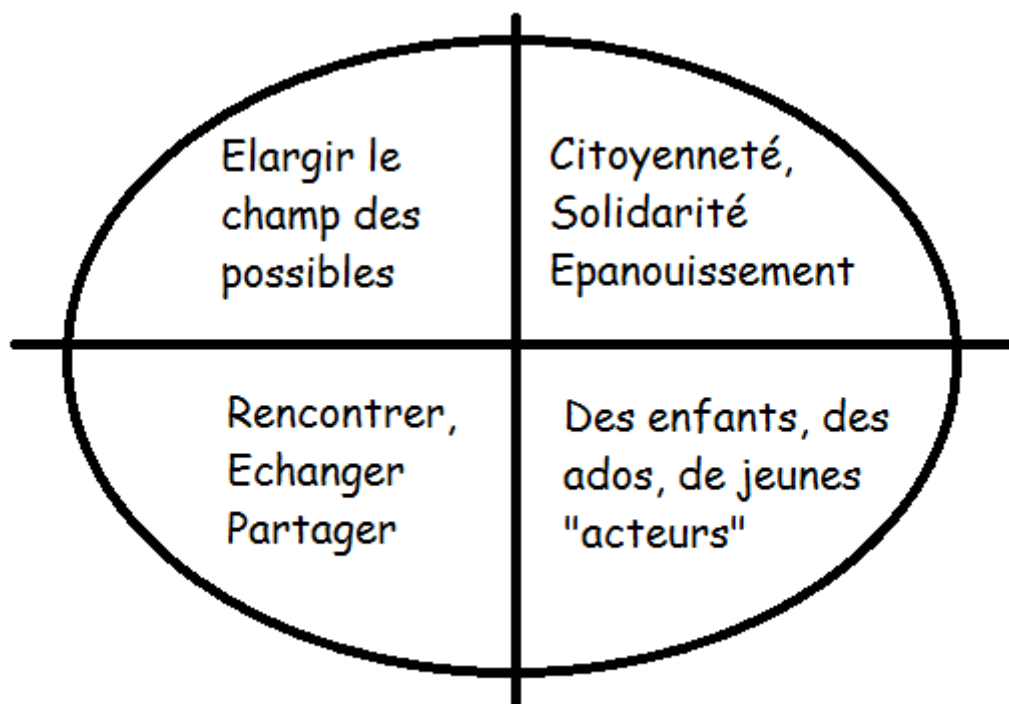 Elargir le
champ des
possibles
Citoyenneté,
Solidarité
Epanouissement
Rencontrer,
Echanger
Partager
Des enfants, des
ados, de jeunes
"acteurs"